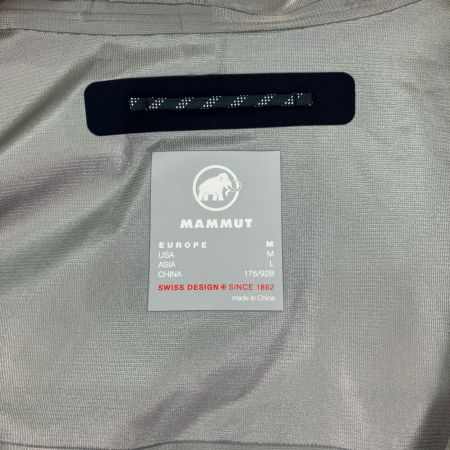 MAMMUT
EUROPE M
USA M
ASIA L
CHINA 175/92B
SWISS DESIGN ⊕ SINCE 1862
made in China